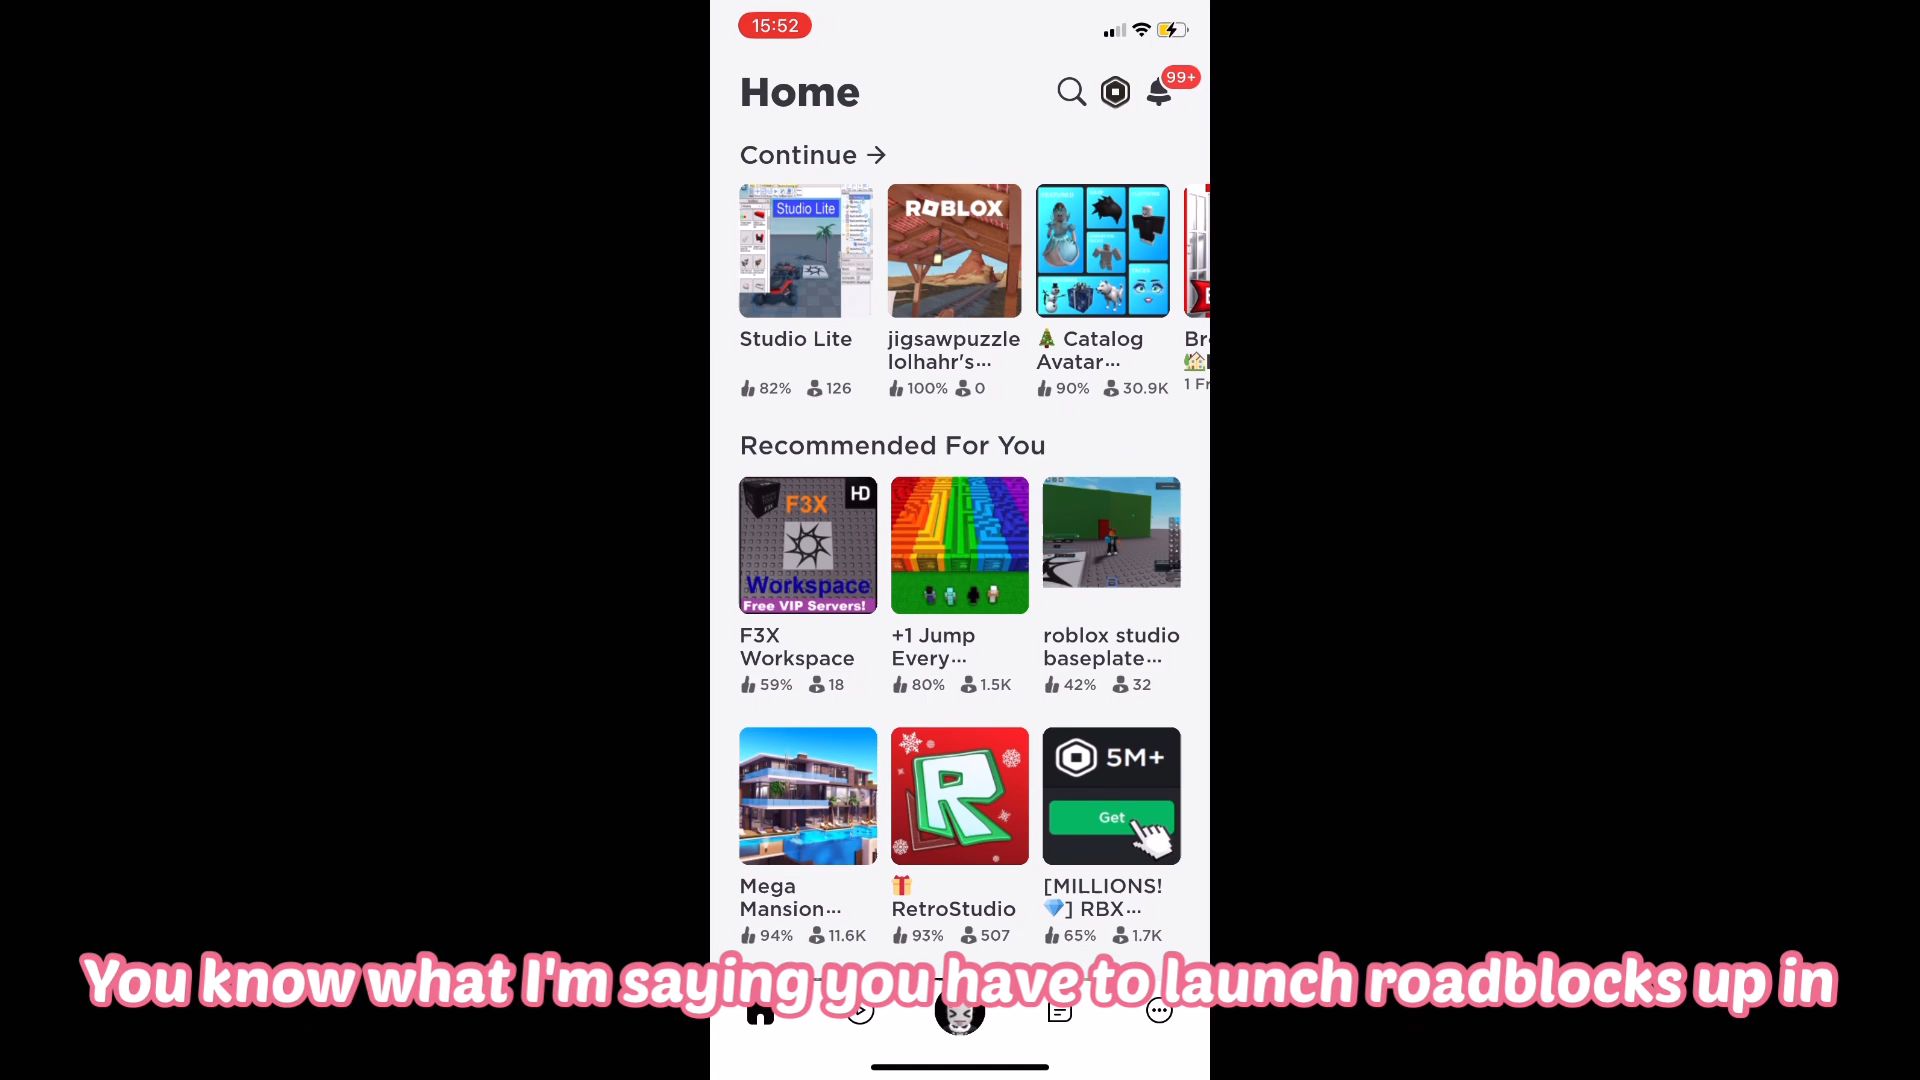 15:52
Home
99+
Continue →
Studio Lite
ROBLOX
Studio Lite
82% 126
jigsawpuzzle
lolhahr's...
100% 0
🎄 Catalog
Avatar...
90% 30.9K
Br
1 Fr
Recommended For You
HD
F3X
Workspace
Free VIP Servers!
F3X
Workspace
59% 18
+1 Jump
Every...
80% 1.5K
roblox studio
baseplate...
42% 32
R
5M+
Get
Mega
Mansion...
94% 11.6K
🎁
RetroStudio
93% 507
[MILLIONS!
💎] RBX...
65% 1.7K
You know what I'm saying you have to launch roadblocks up in